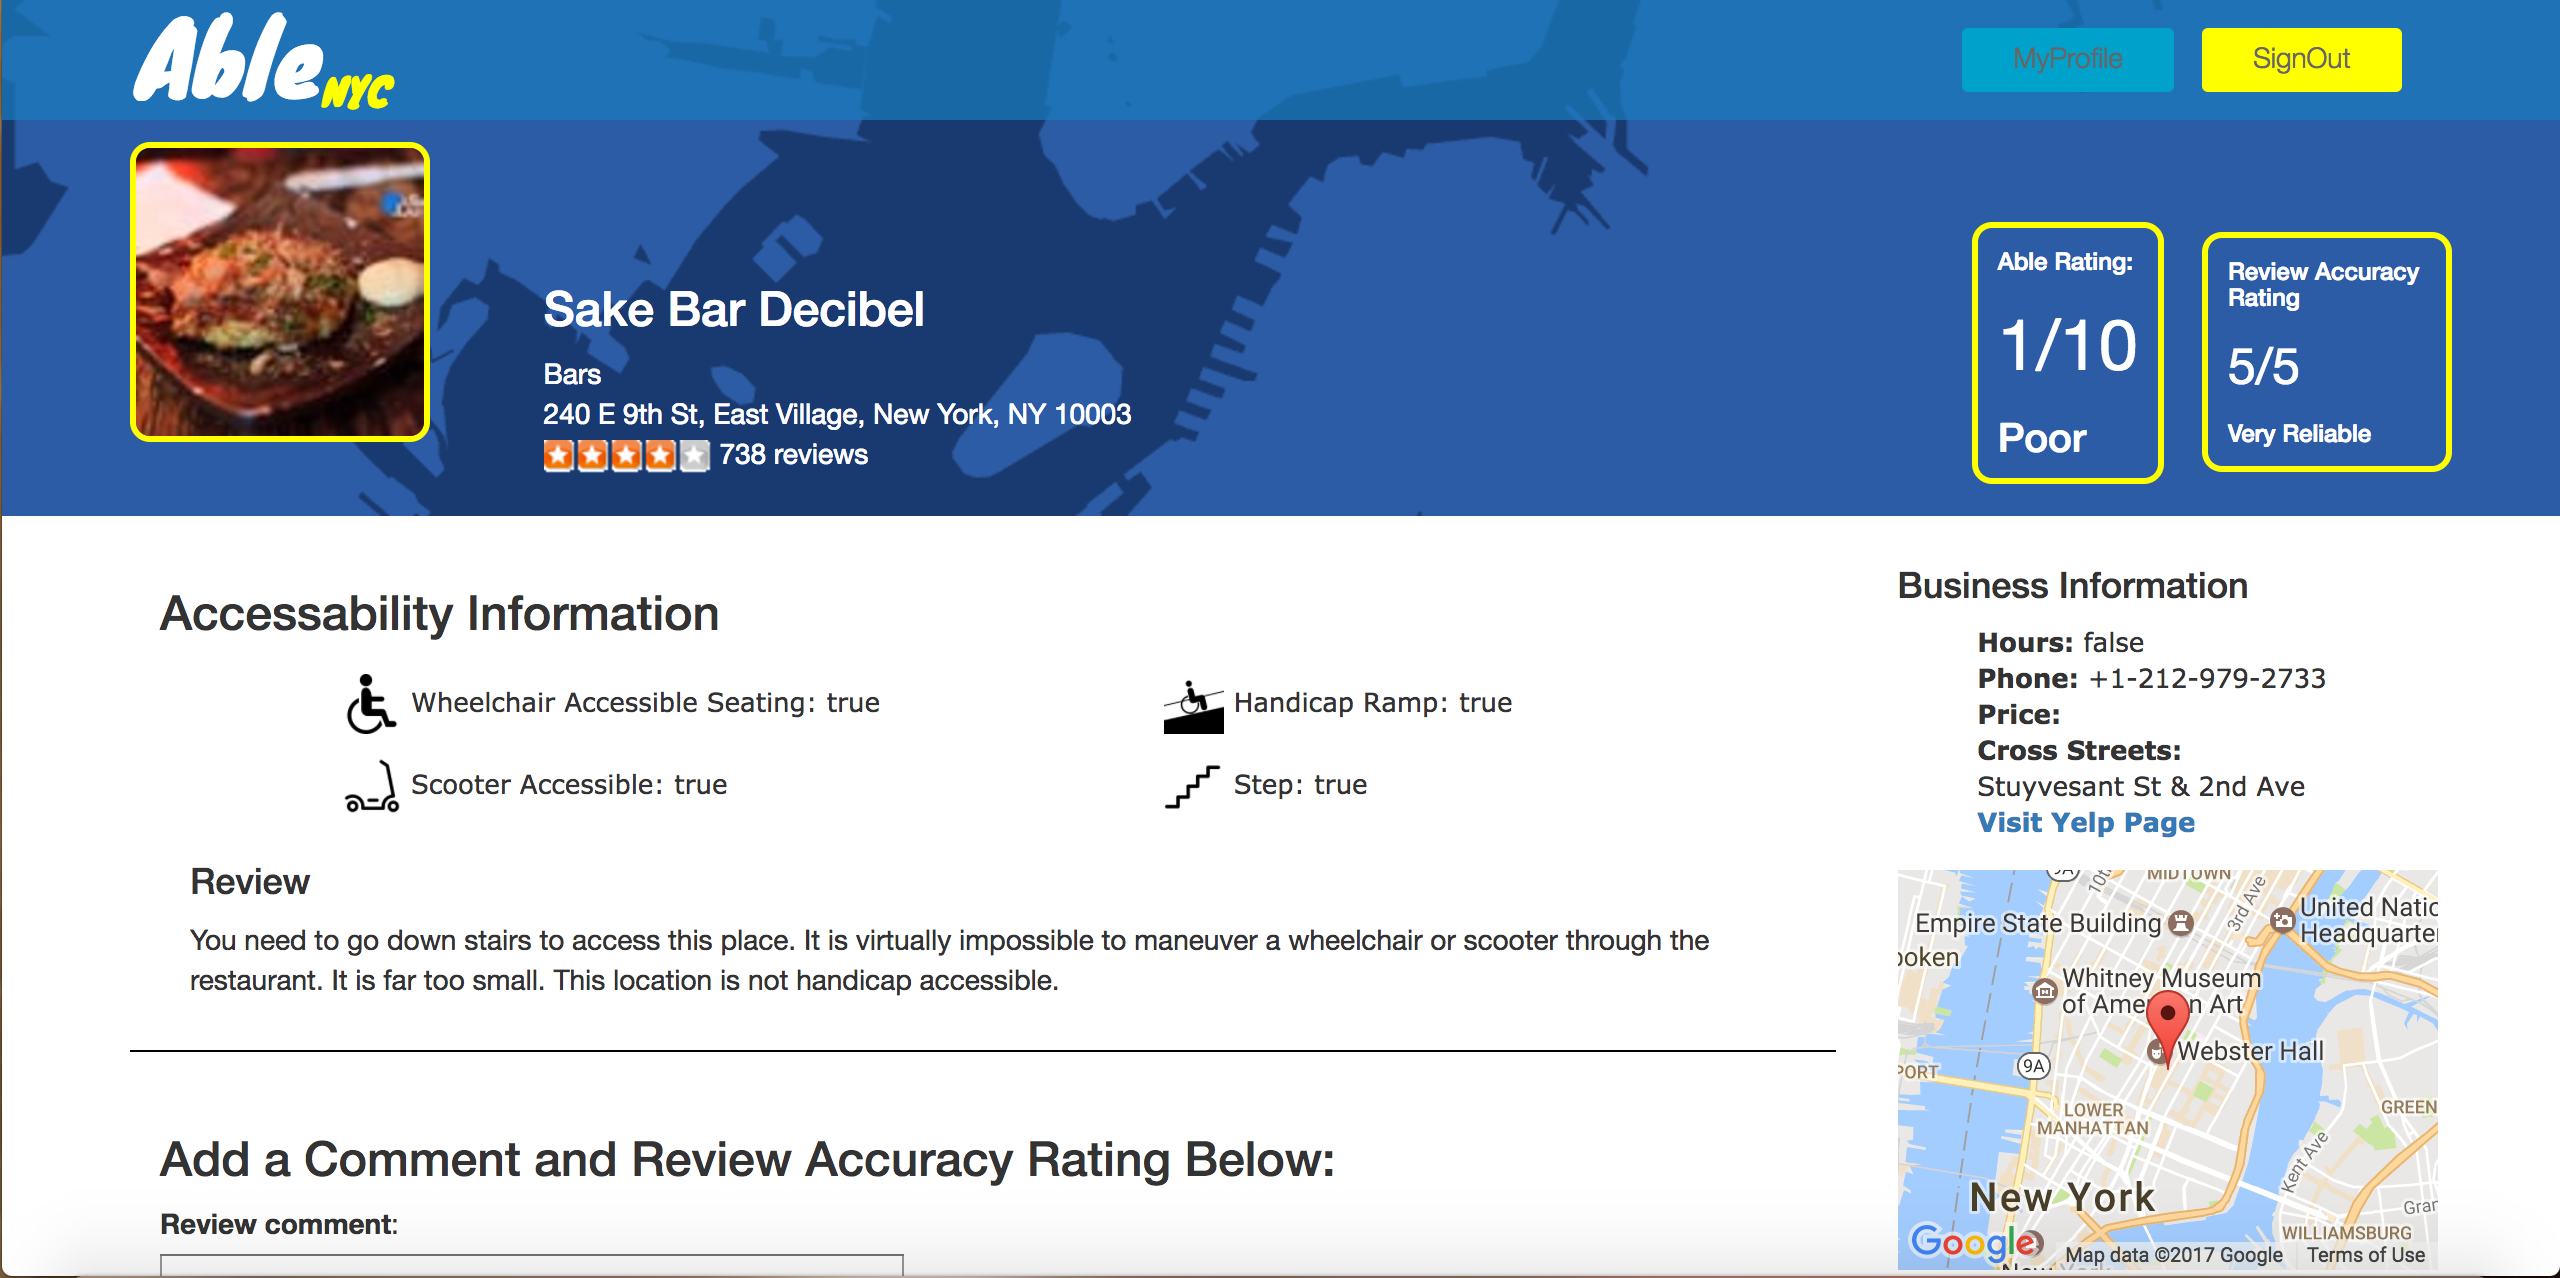 Able NYC
MyProfile
SignOut
Sake Bar Decibel
Bars
240 E 9th St, East Village, New York, NY 10003
738 reviews
Able Rating:
1/10
Poor
Review Accuracy
Rating
5/5
Very Reliable
Accessability Information
Wheelchair Accessible Seating: true
Handicap Ramp: true
Scooter Accessible: true
Step: true
Review
You need to go down stairs to access this place. It is virtually impossible to maneuver a wheelchair or scooter through the
restaurant. It is far too small. This location is not handicap accessible.
Add a Comment and Review Accuracy Rating Below:
Review comment:
Business Information
Hours: false
Phone: +1-212-979-2733
Price:
Cross Streets:
Stuyvesant St & 2nd Ave
Visit Yelp Page
MIDTOWN
3rd Ave
Empire State Building
United Natio
Headquarter
oken
Whitney Museum
of Amer n Art
Webster Hall
9A
PORT
LOWER
MANHATTAN
GREEN
Kent Ave
New York
Gra
WILLIAMSBURG
Google
Map data ©2017 Google
Terms of Use